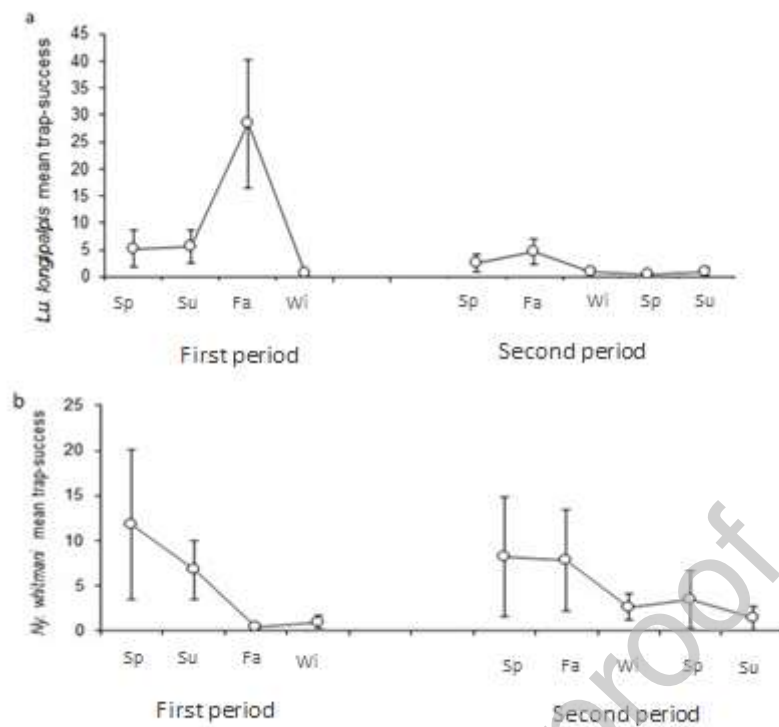 a
Lu. longipalpis mean trap-success
45
40
35
30
25
20
15
10
5
0
Sp Su Fa Wi Sp Fa Wi Sp Su
First period Second period
b
Ny. whitmani mean trap-success
25
20
15
10
5
0
Sp Su Fa Wi Sp Fa Wi Sp Su
First period Second period
proof